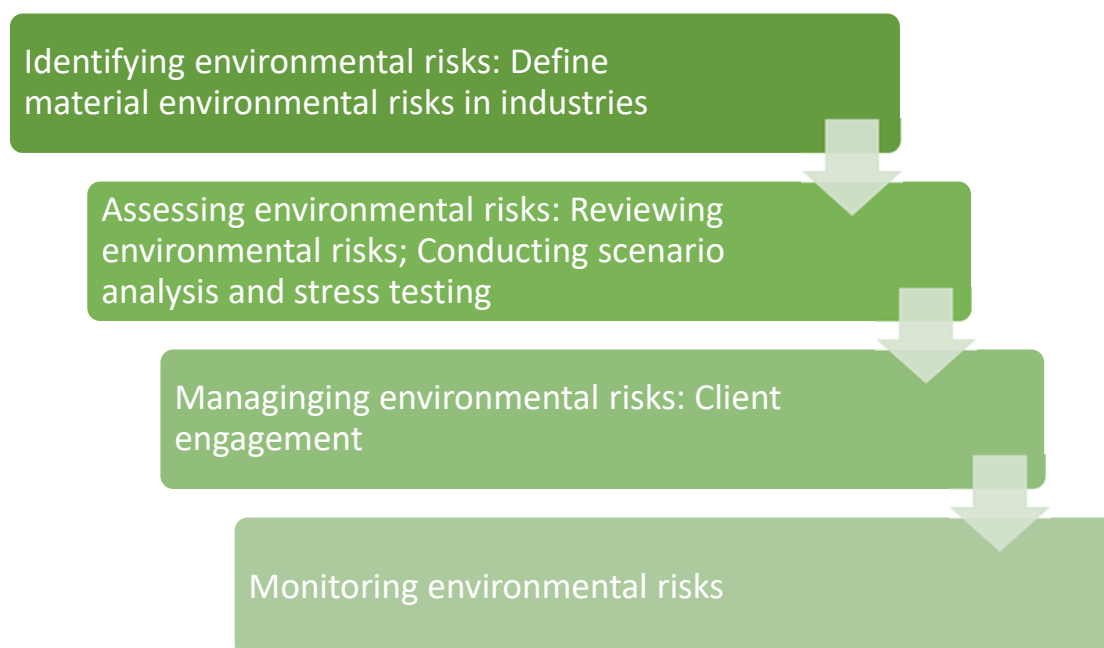 Identifying environmental risks: Define
material environmental risks in industries
Assessing environmental risks: Reviewing
environmental risks; Conducting scenario
analysis and stress testing
Managinging environmental risks: Client
engagement
Monitoring environmental risks